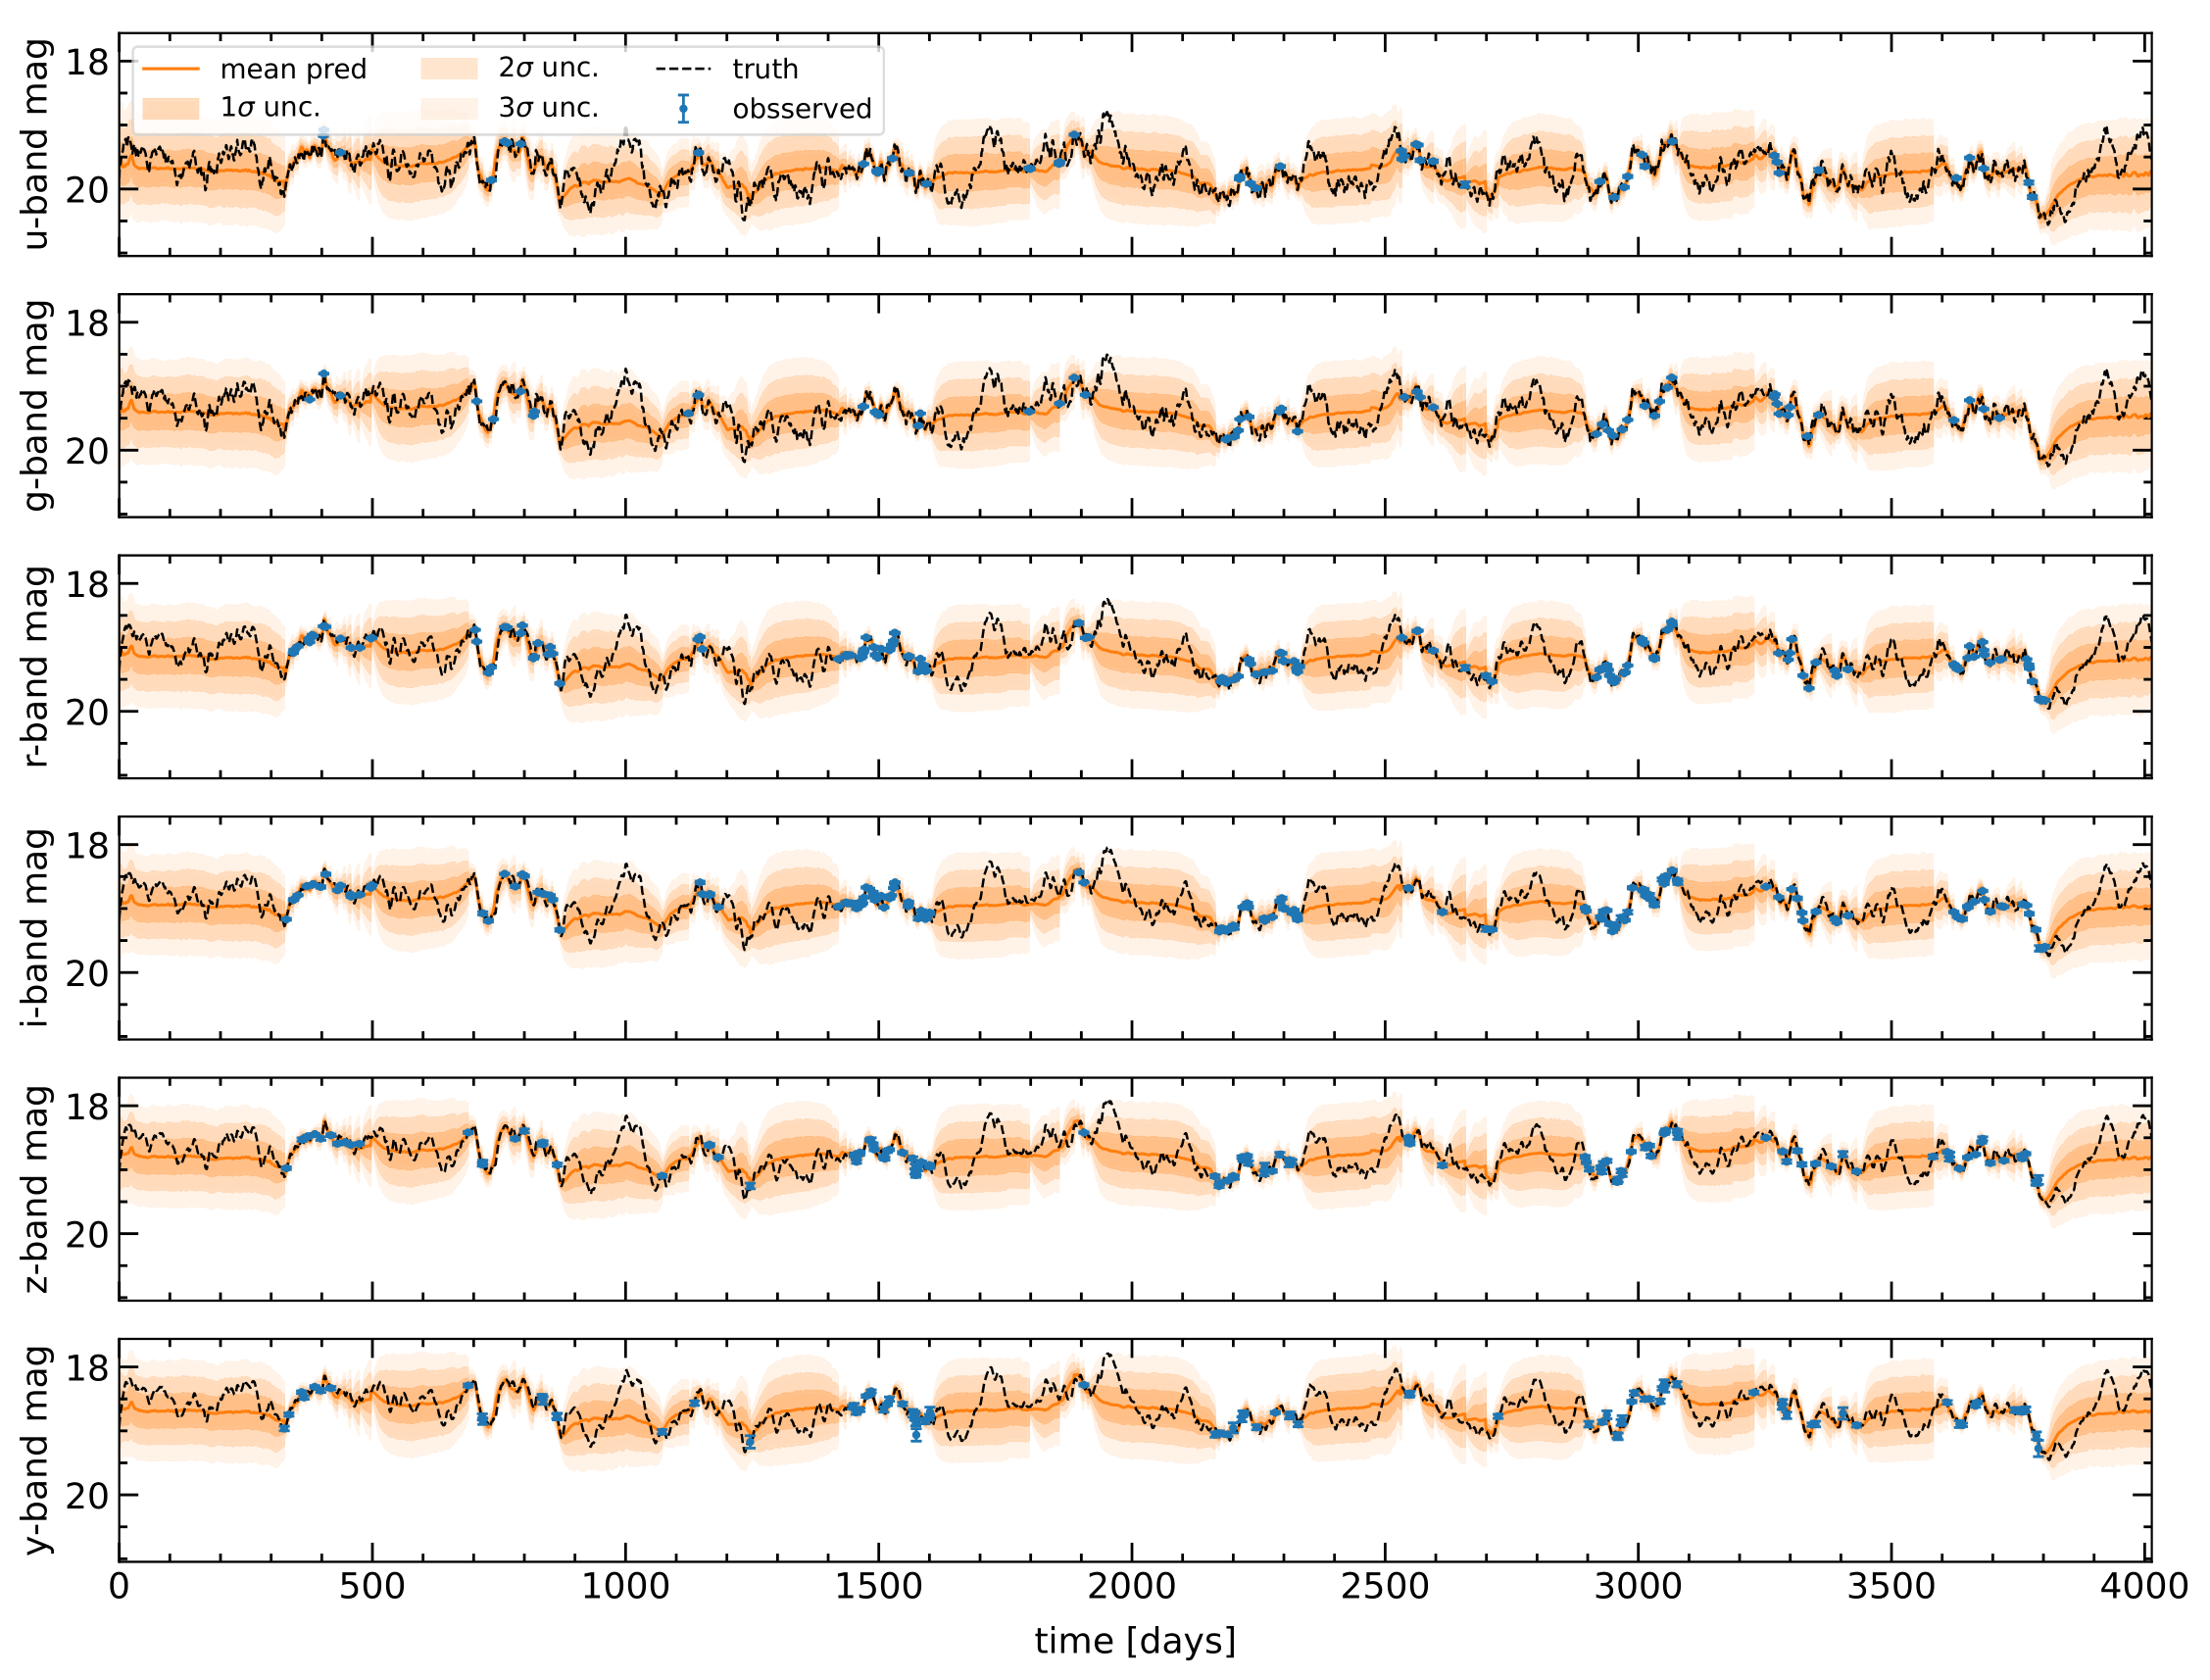 u-band mag
18
20
mean pred
1σ unc.
2σ unc.
3σ unc.
truth
obsserved
g-band mag
18
20
r-band mag
18
20
i-band mag
18
20
z-band mag
18
20
y-band mag
18
20
0 500 1000 1500 2000 2500 3000 3500 4000
time [days]